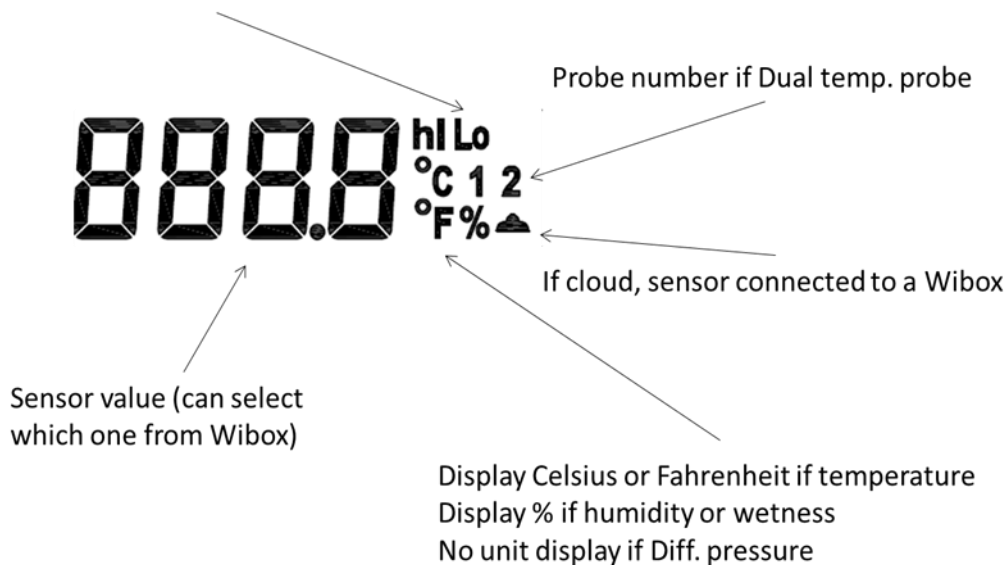 Probe number if Dual temp. probe
888.8 hI Lo
°C 1 2
°F %
If cloud, sensor connected to a Wibox
Sensor value (can select
which one from Wibox)
Display Celsius or Fahrenheit if temperature
Display % if humidity or wetness
No unit display if Diff. pressure